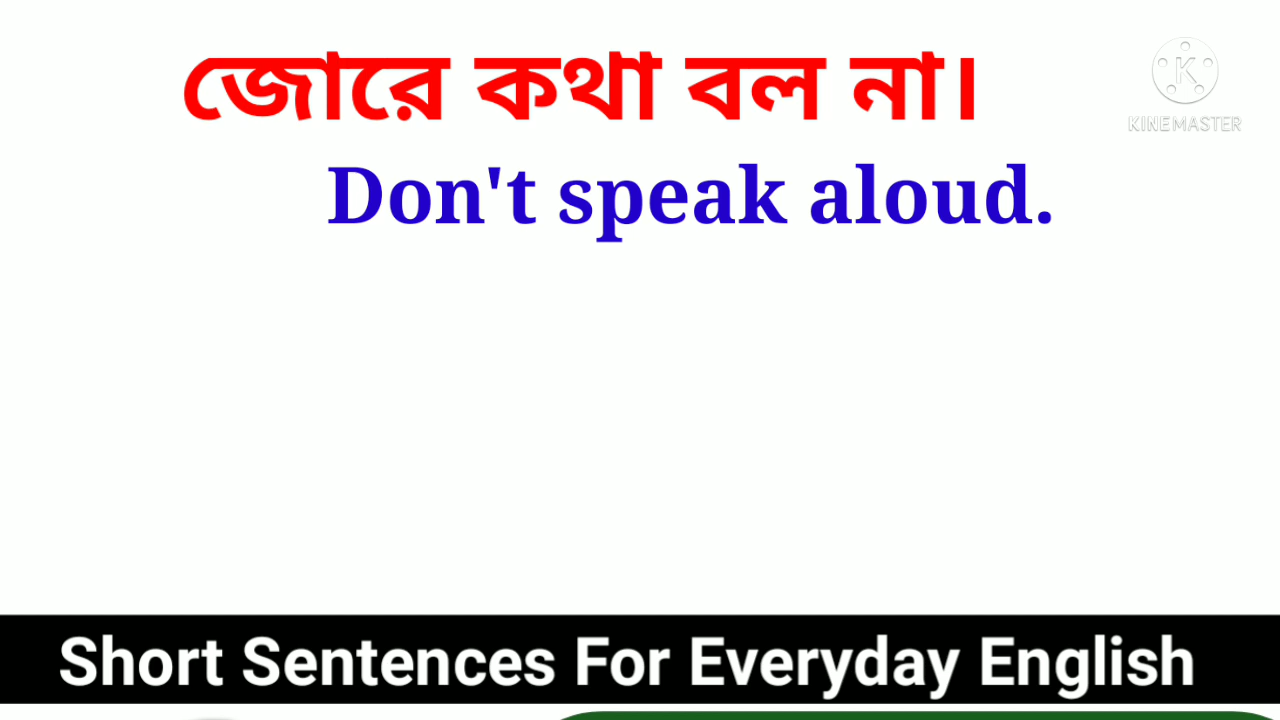 জোরে কথা বল না।
KINEMASTER
Don't speak aloud.
Short Sentences For Everyday English